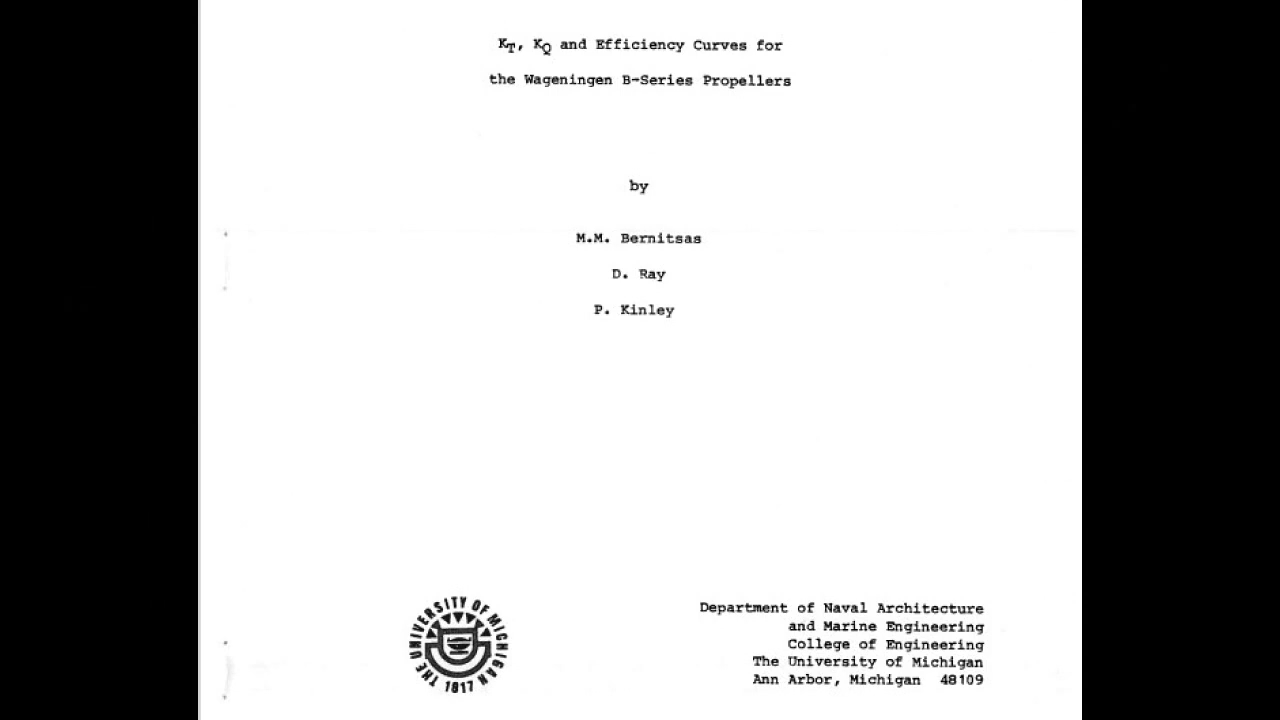 KT, KQ and Efficiency Curves for
the Wageningen B-Series Propellers
by
M.M. Bernitsas
D. Ray
P. Kinley
THE UNIVERSITY OF MICHIGAN
1817
Department of Naval Architecture
and Marine Engineering
College of Engineering
The University of Michigan
Ann Arbor, Michigan 48109